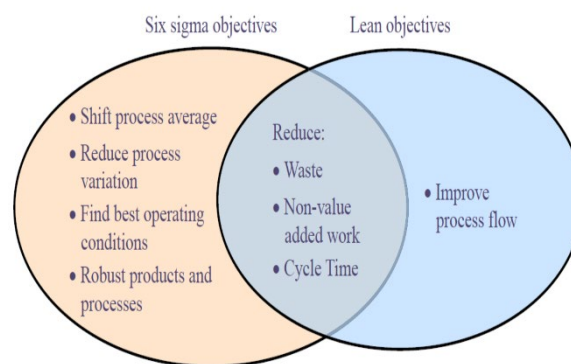 Six sigma objectives
Lean objectives
• Shift process average
• Reduce process
variation
• Find best operating
conditions
• Robust products and
processes
Reduce:
• Waste
• Non-value
added work
• Cycle Time
• Improve
process flow